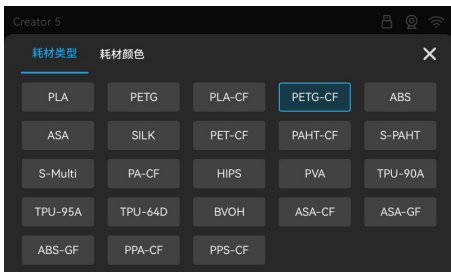 Creator 5
耗材类型 耗材颜色
PLA PETG PLA-CF PETG-CF ABS
ASA SILK PET-CF PAHT-CF S-PAHT
S-Multi PA-CF HIPS PVA TPU-90A
TPU-95A TPU-64D BVOH ASA-CF ASA-GF
ABS-GF PPA-CF PPS-CF